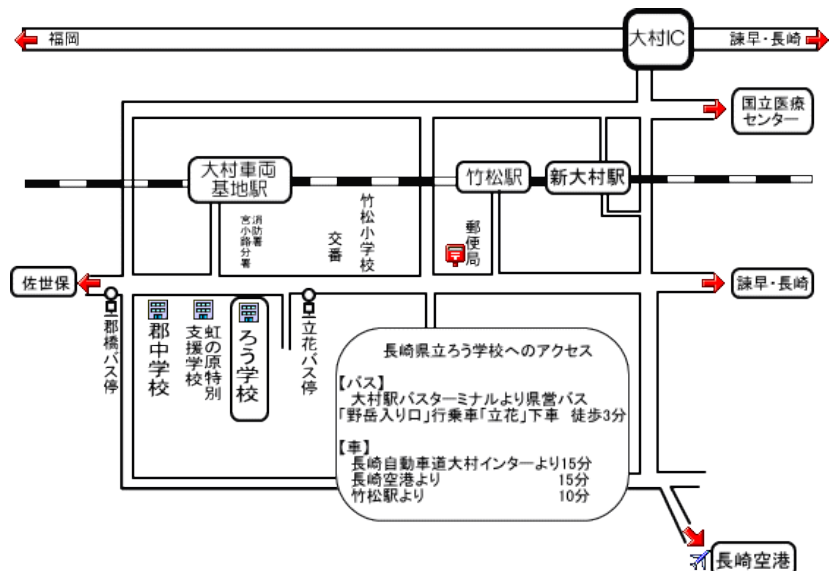 福岡
大村IC
諫早・長崎
国立医療
センター
大村車両
基地駅
竹松駅
新大村駅
消防署
宮小路分署
交番
竹松小学校
郵便局
佐世保
諫早・長崎
郡橋バス停
郡中学校
虹の原特別
支援学校
ろう学校
立花バス停
長崎県立ろう学校へのアクセス
【バス】
大村駅バスターミナルより県営バス
「野岳入り口」行乗車「立花」下車 徒歩3分
【車】
長崎自動車道大村インターより15分
長崎空港より 15分
竹松駅より 10分
長崎空港